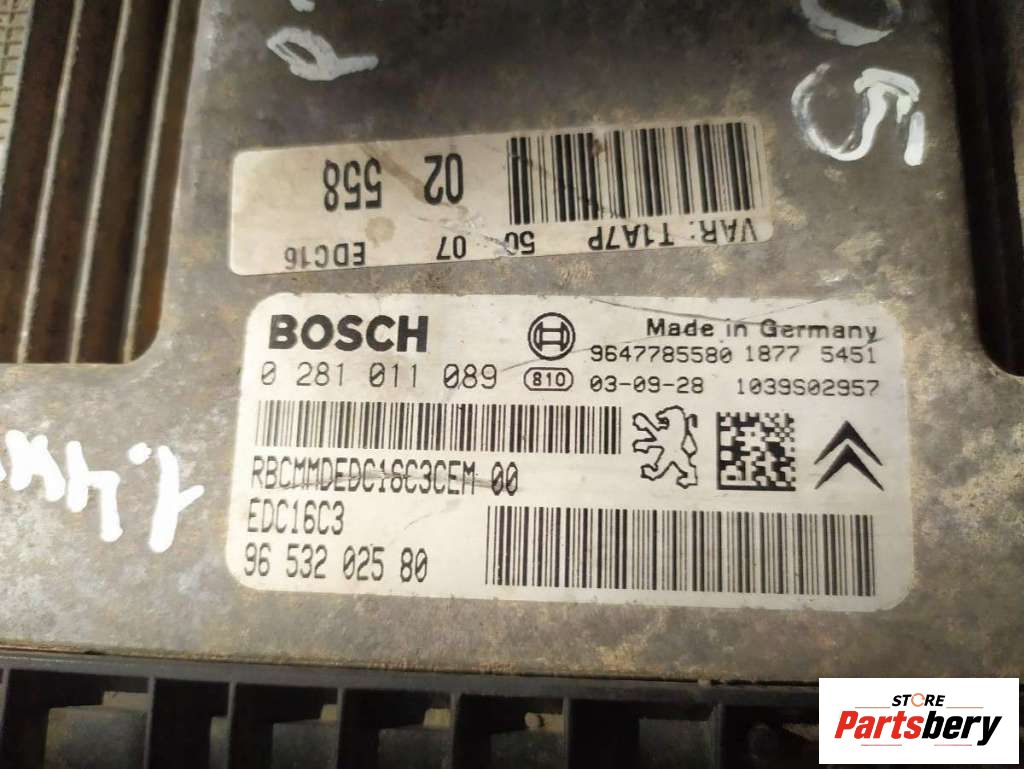 558 02
EDC16 07 50 VAR: T1A7P
BOSCH
Made in Germany
9647785580 1877 5451
0 281 011 089
810 03-09-28 1039S02957
RBCMMDEDC16C3CEM 00
EDC16C3
96 532 025 80
STORE
Partsbery